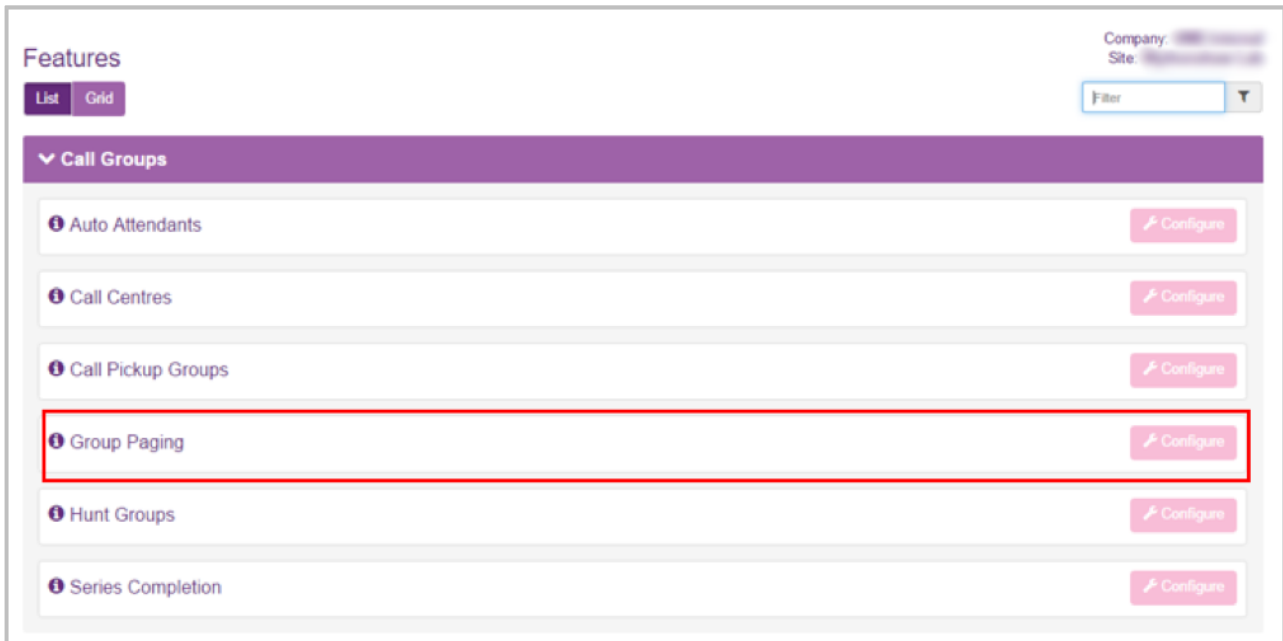 Company:
Features
Site:
List Grid
Filter
Call Groups
Auto Attendants Configure
Call Centres Configure
Call Pickup Groups Configure
Group Paging Configure
Hunt Groups Configure
Series Completion Configure